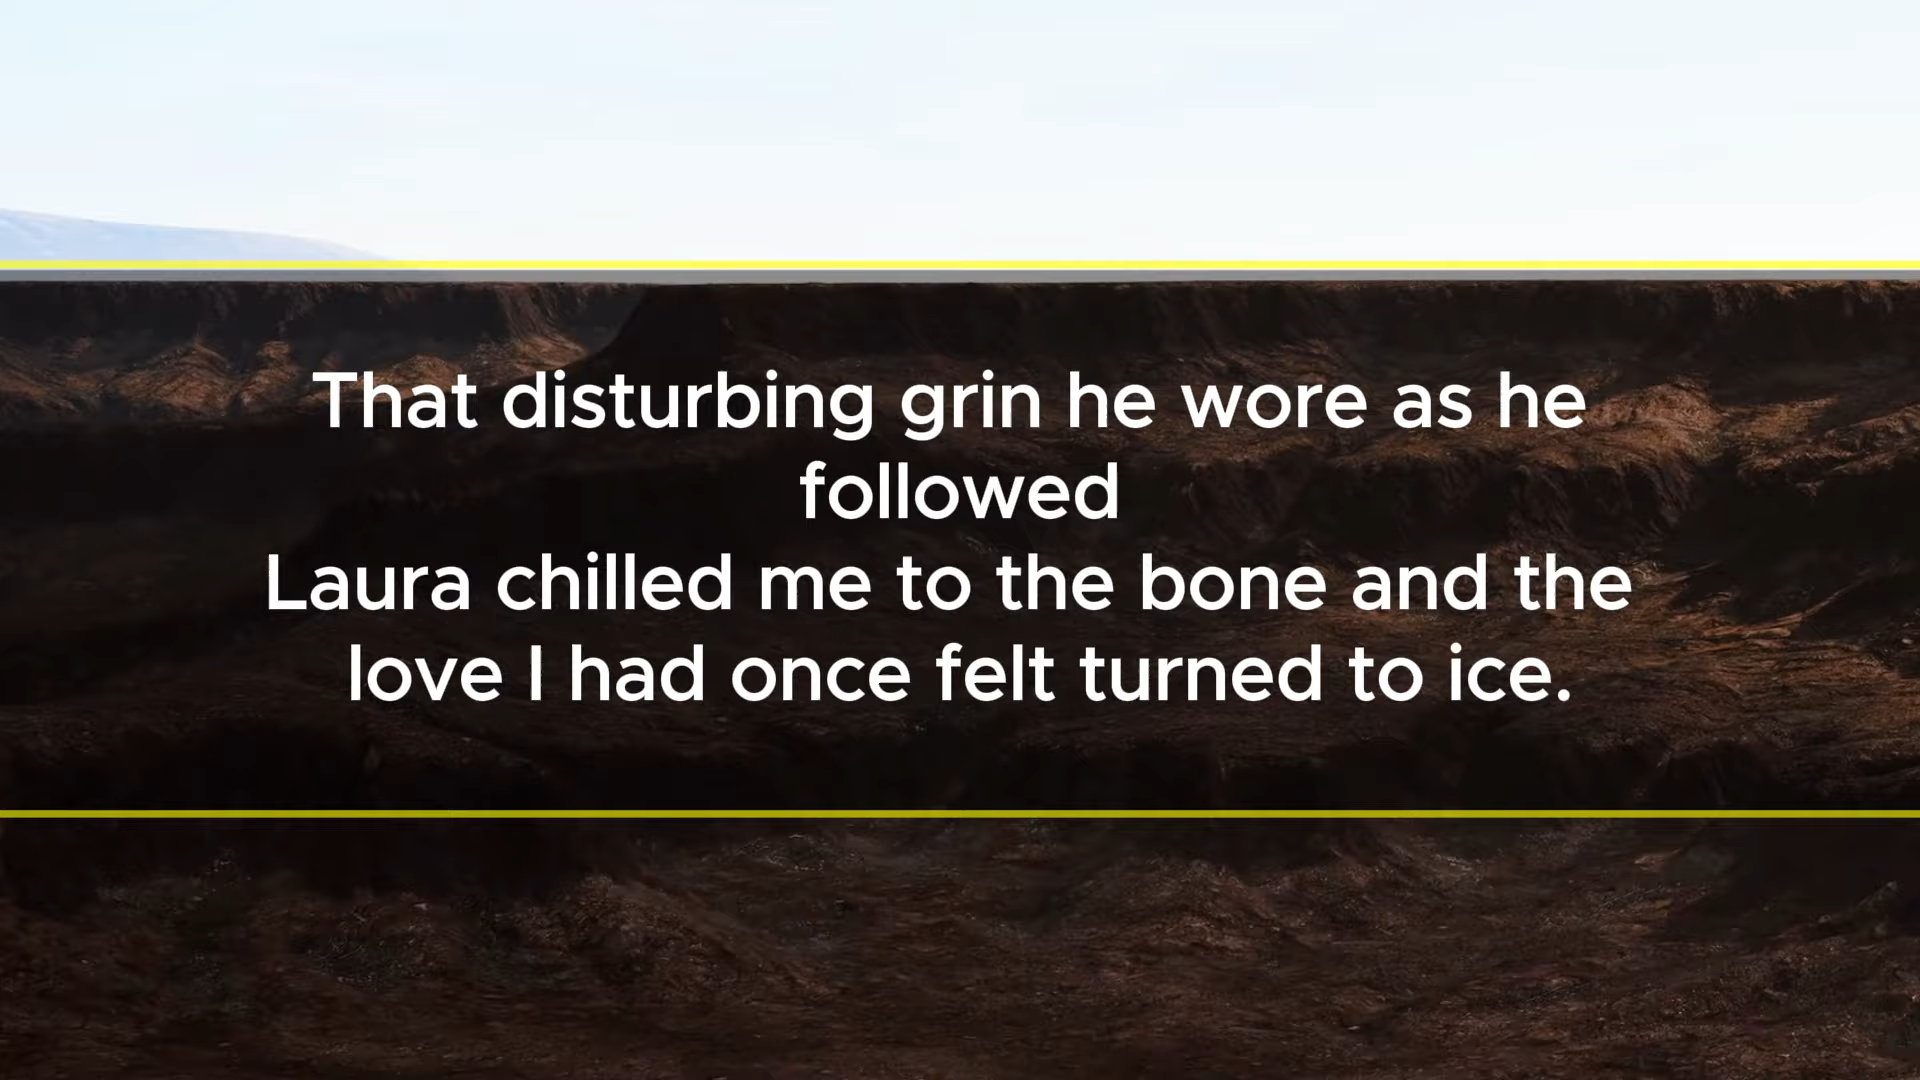 That disturbing grin he wore as he
followed
Laura chilled me to the bone and the
love I had once felt turned to ice.